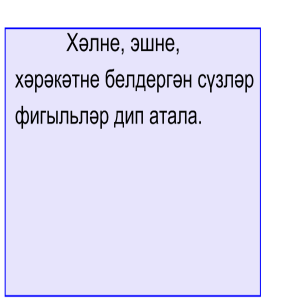 Хәлне, эшне,
хәрәкәтне белдергән сүзләр
фигыльләр дип атала.